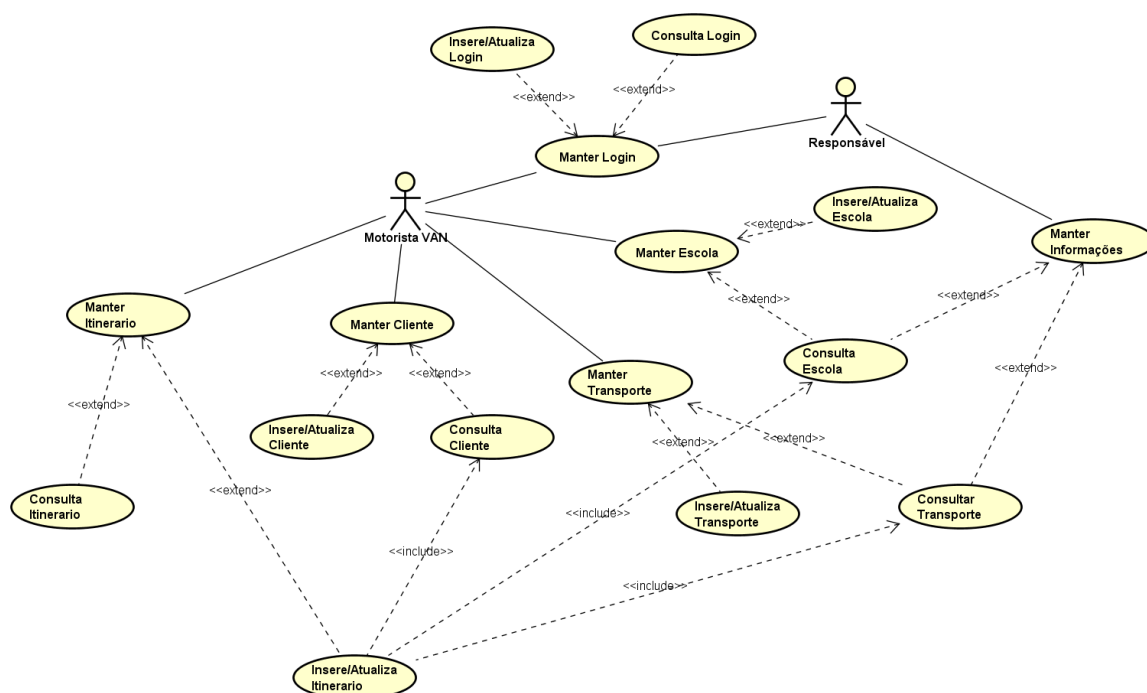 Insere/Atualiza
Login
Consulta Login
<<extend>>
<<extend>>
Manter Login
Responsável
Motorista VAN
Insere/Atualiza
Escola
<<extend>>
Manter Escola
Manter
Informações
<<extend>>
<<extend>>
Manter
Itinerario
Manter Cliente
Consulta
Escola
Manter
Transporte
<<extend>>
<<extend>>
<<extend>>
<<extend>>
Insere/Atualiza
Cliente
Consulta
Cliente
<<extend>>
<<extend>>
Consulta
Itinerario
<<extend>>
Insere/Atualiza
Transporte
Consultar
Transporte
<<include>>
<<include>>
<<include>>
Insere/Atualiza
Itinerario